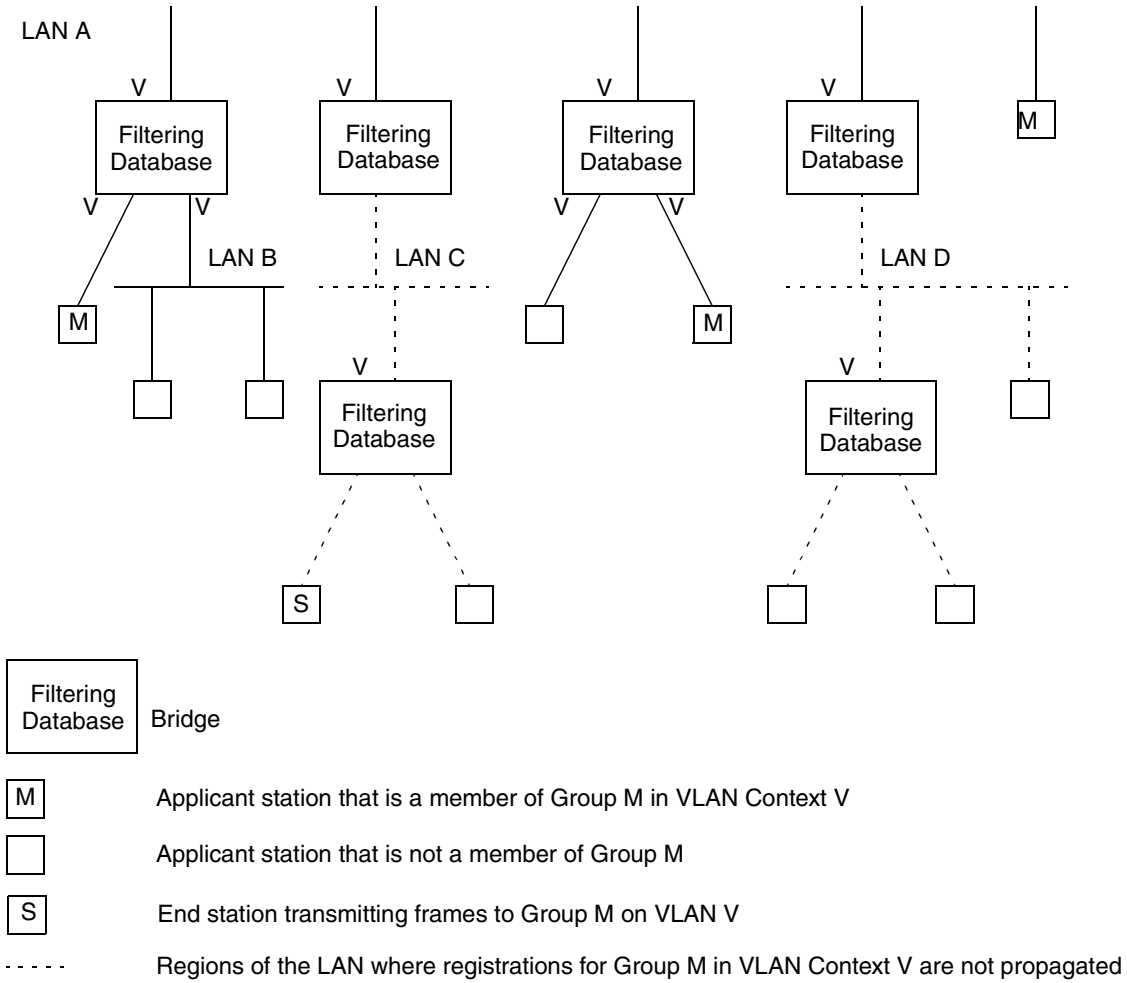 LAN A
V V V V
M
Filtering Database
Filtering Database
Filtering Database
Filtering Database
V V V V
LAN B
LAN C
LAN D
M
M
V
V
Filtering Database
Filtering Database
S
Filtering Database
Bridge
M
Applicant station that is a member of Group M in VLAN Context V
Applicant station that is not a member of Group M
S
End station transmitting frames to Group M on VLAN V
Regions of the LAN where registrations for Group M in VLAN Context V are not propagated